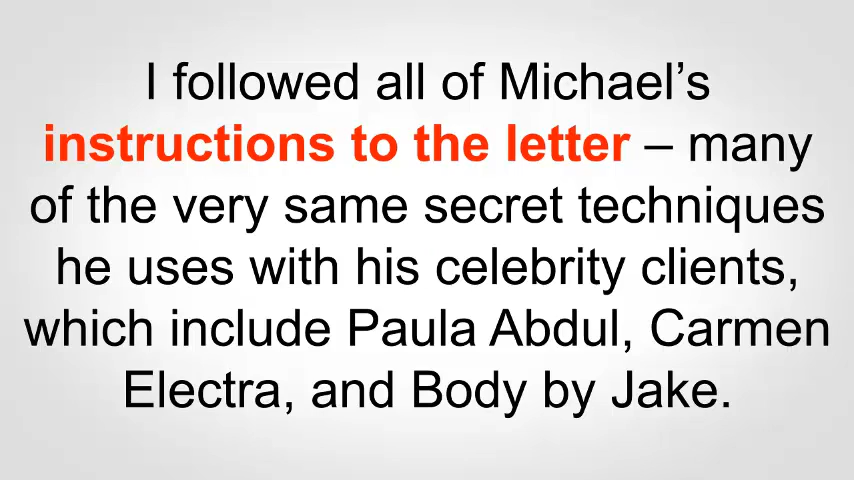 I followed all of Michael’s
instructions to the letter – many
of the very same secret techniques
he uses with his celebrity clients,
which include Paula Abdul, Carmen
Electra, and Body by Jake.